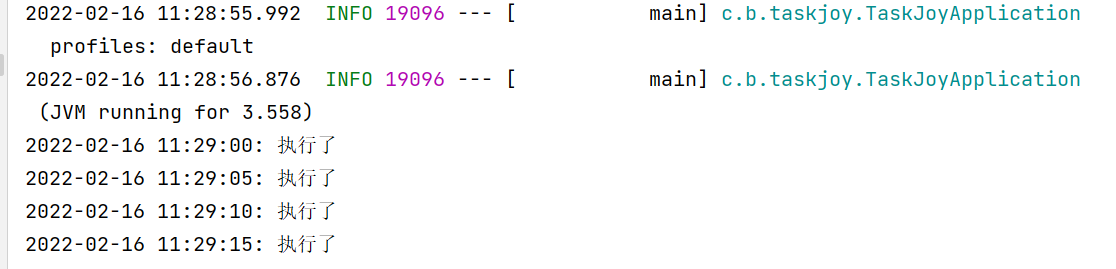 2022-02-16 11:28:55.992  INFO 19096 --- [           main] c.b.taskjoy.TaskJoyApplication
profiles: default
2022-02-16 11:28:56.876  INFO 19096 --- [           main] c.b.taskjoy.TaskJoyApplication
(JVM running for 3.558)
2022-02-16 11:29:00: 执行了
2022-02-16 11:29:05: 执行了
2022-02-16 11:29:10: 执行了
2022-02-16 11:29:15: 执行了